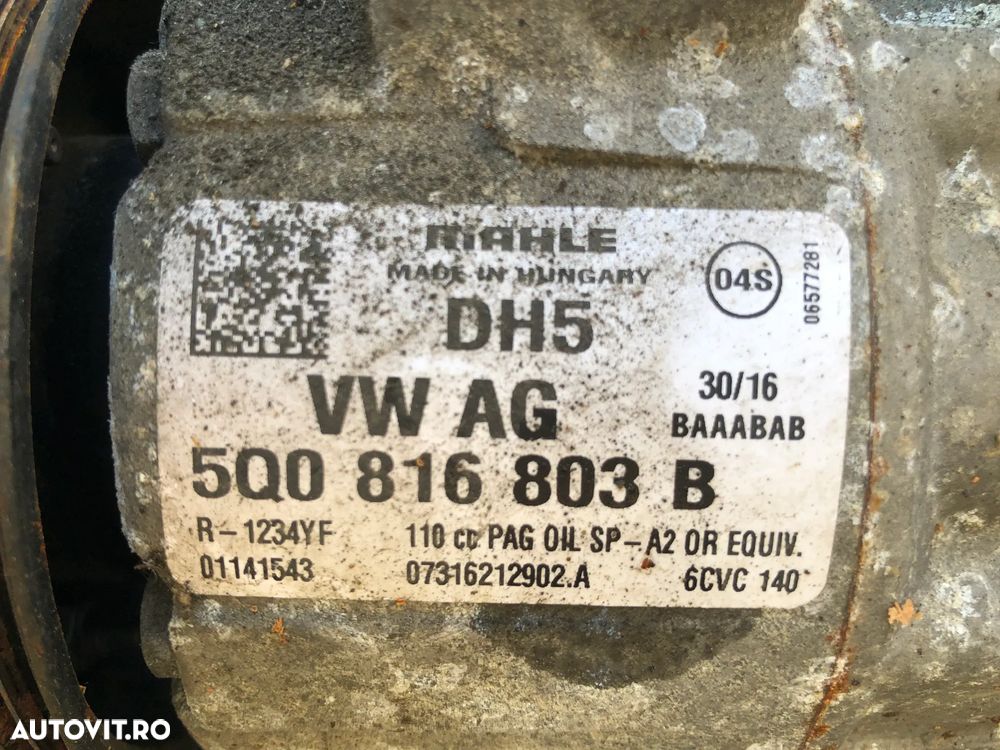 MAHLE
MADE IN HUNGARY
04S
06577281
DH5
VW AG
30/16
BAAABAB
5Q0 816 803 B
R-1234YF
110 cc PAG OIL SP-A2 OR EQUIV.
01141543
07316212902.A
6CVC 140
AUTOVIT.RO